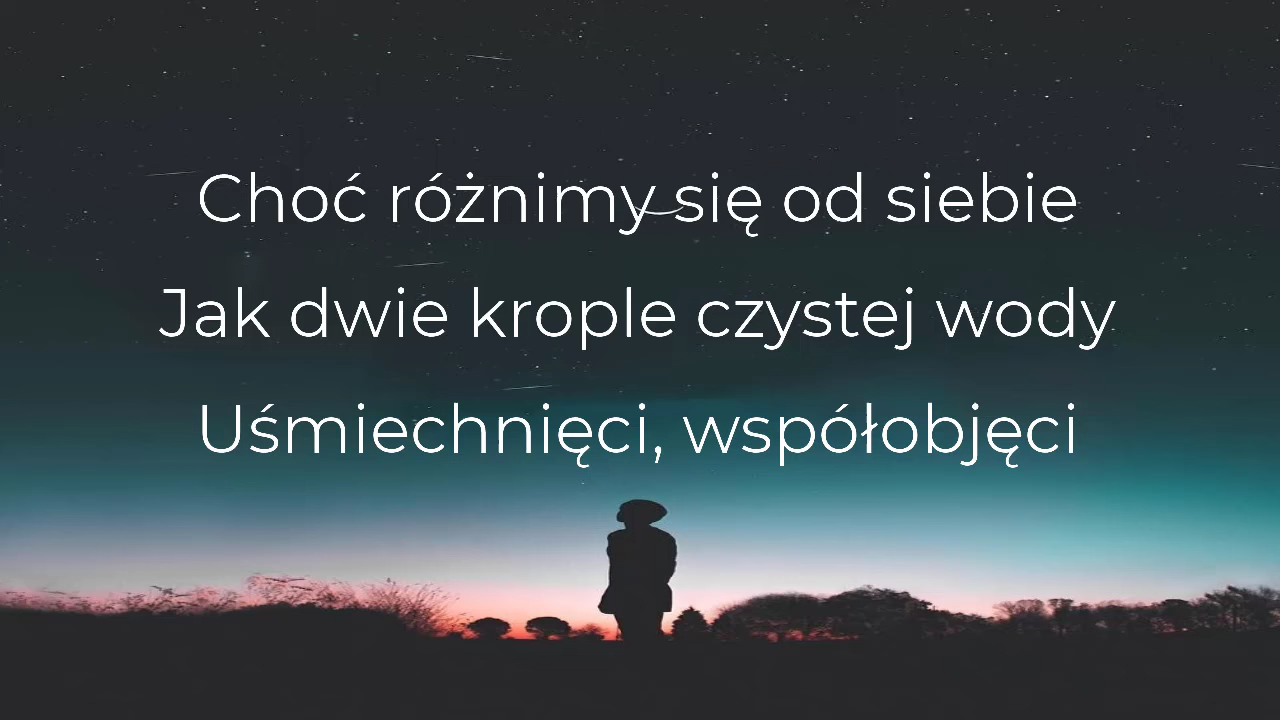 Choć różnimy się od siebie
Jak dwie krople czystej wody
Uśmiechnięci, współobjęci